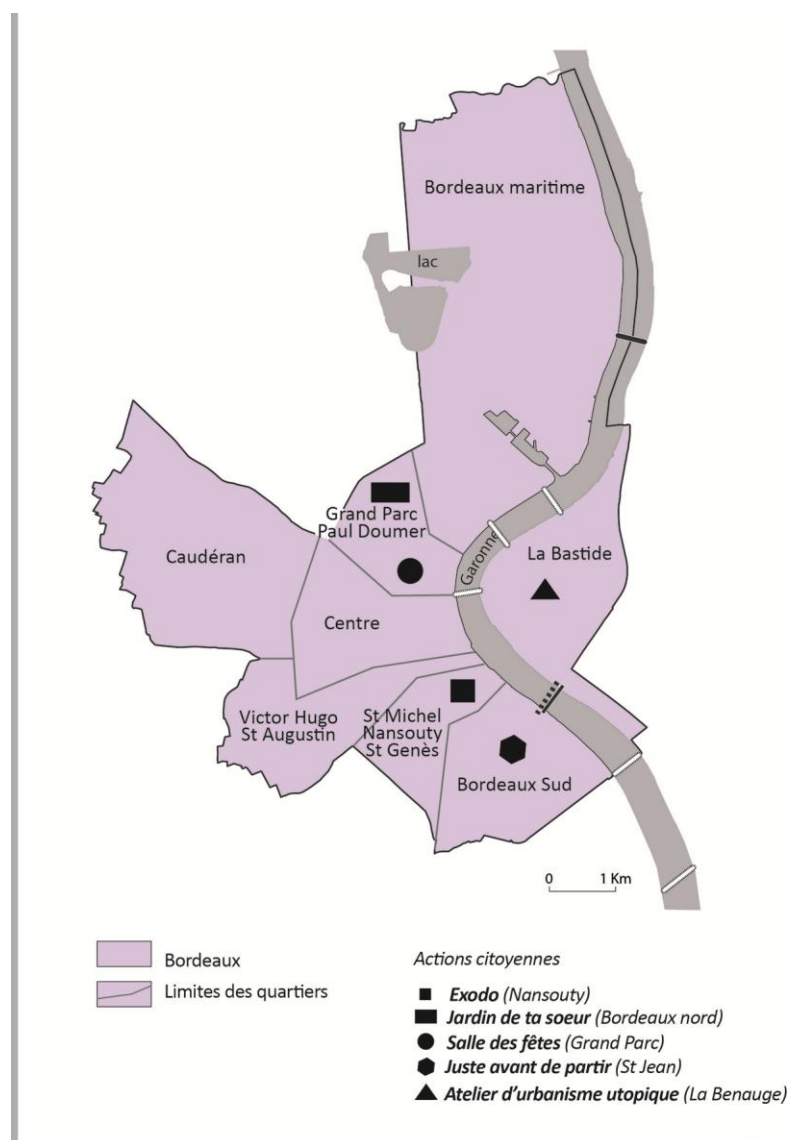 Bordeaux maritime
lac
Grand Parc
Paul Doumer
Garonne
La Bastide
Caudéran
Centre
Victor Hugo
St Augustin
St Michel
Nansouty
St Genès
Bordeaux Sud
0 1 Km
Bordeaux
Limites des quartiers
Actions citoyennes
Exodo (Nansouty)
Jardin de ta soeur (Bordeaux nord)
Salle des fêtes (Grand Parc)
Juste avant de partir (St Jean)
Atelier d'urbanisme utopique (La Benauge)